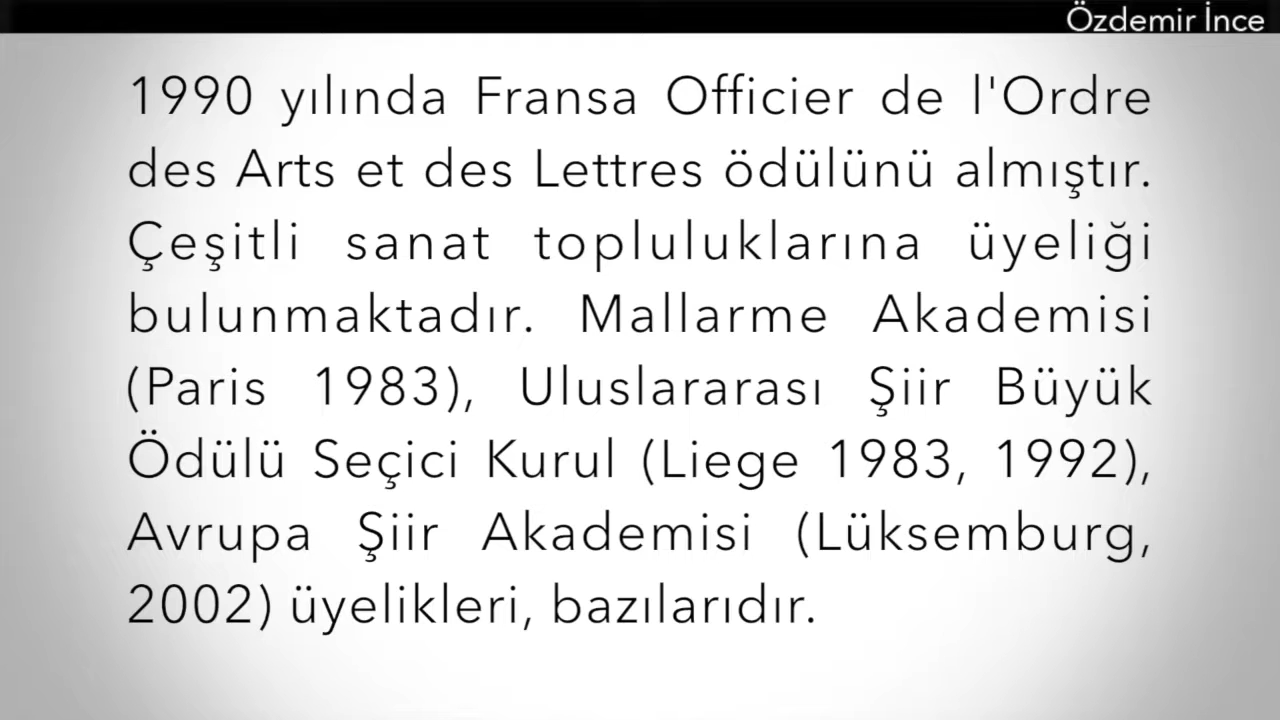 Özdemir İnce
1990 yılında Fransa Officier de l'Ordre
des Arts et des Lettres ödülünü almıştır.
Çeşitli sanat topluluklarına üyeliği
bulunmaktadır. Mallarme Akademisi
(Paris 1983), Uluslararası Şiir Büyük
Ödülü Seçici Kurul (Liege 1983, 1992),
Avrupa Şiir Akademisi (Lüksemburg,
2002) üyelikleri, bazılarıdır.